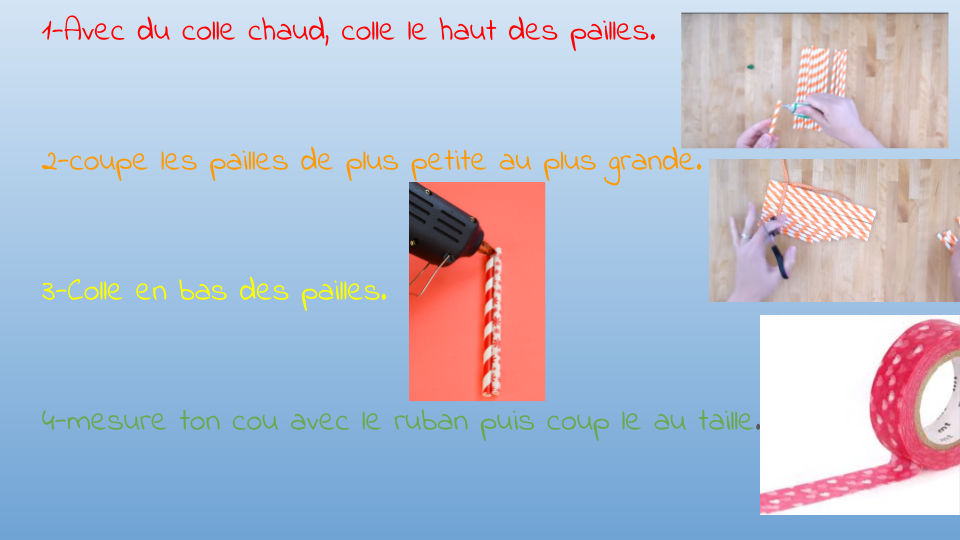 1-Avec du colle chaud, colle le haut des pailles.
2-coupe les pailles de plus petite au plus grande.
3-Colle en bas des pailles.
4-mesure ton cou avec le ruban puis coup le au taille.
mt
mt